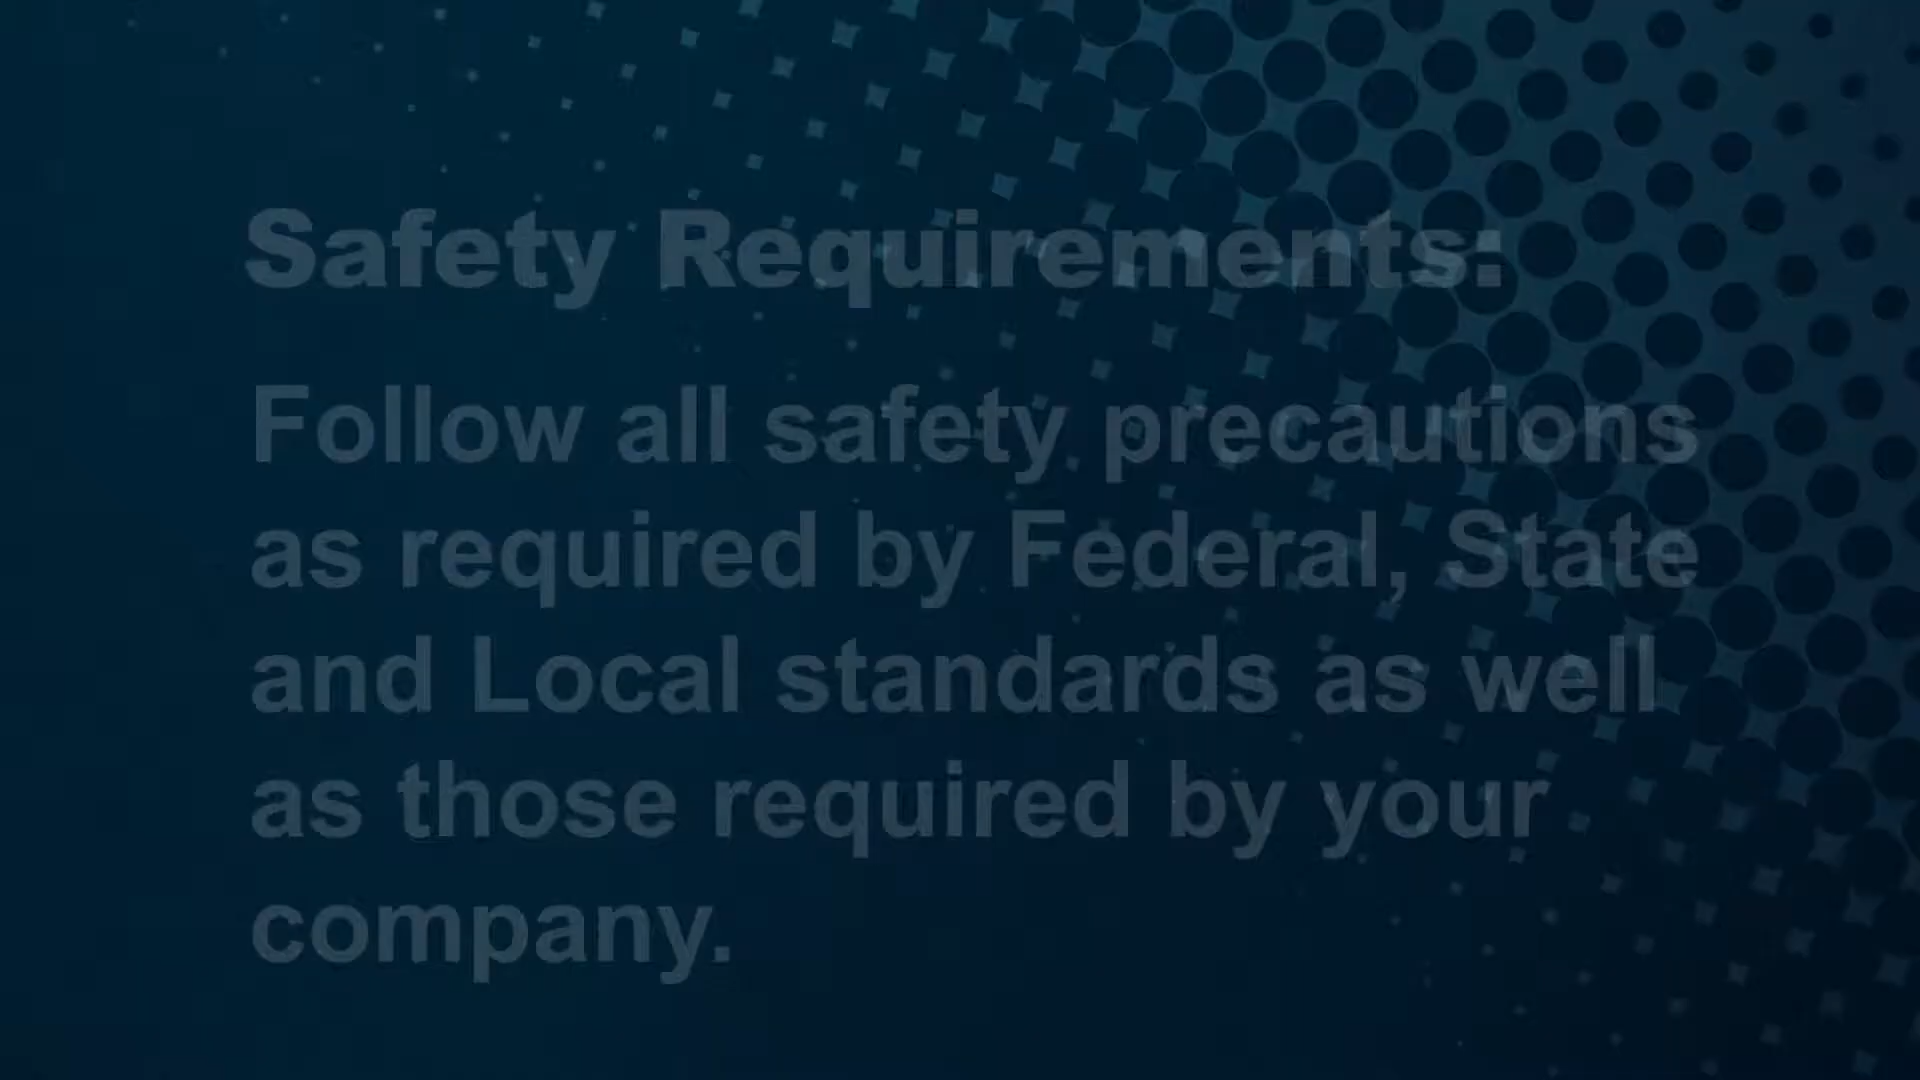 Safety Requirements:
Follow all safety precautions
as required by Federal, State
and Local standards as well
as those required by your
company.